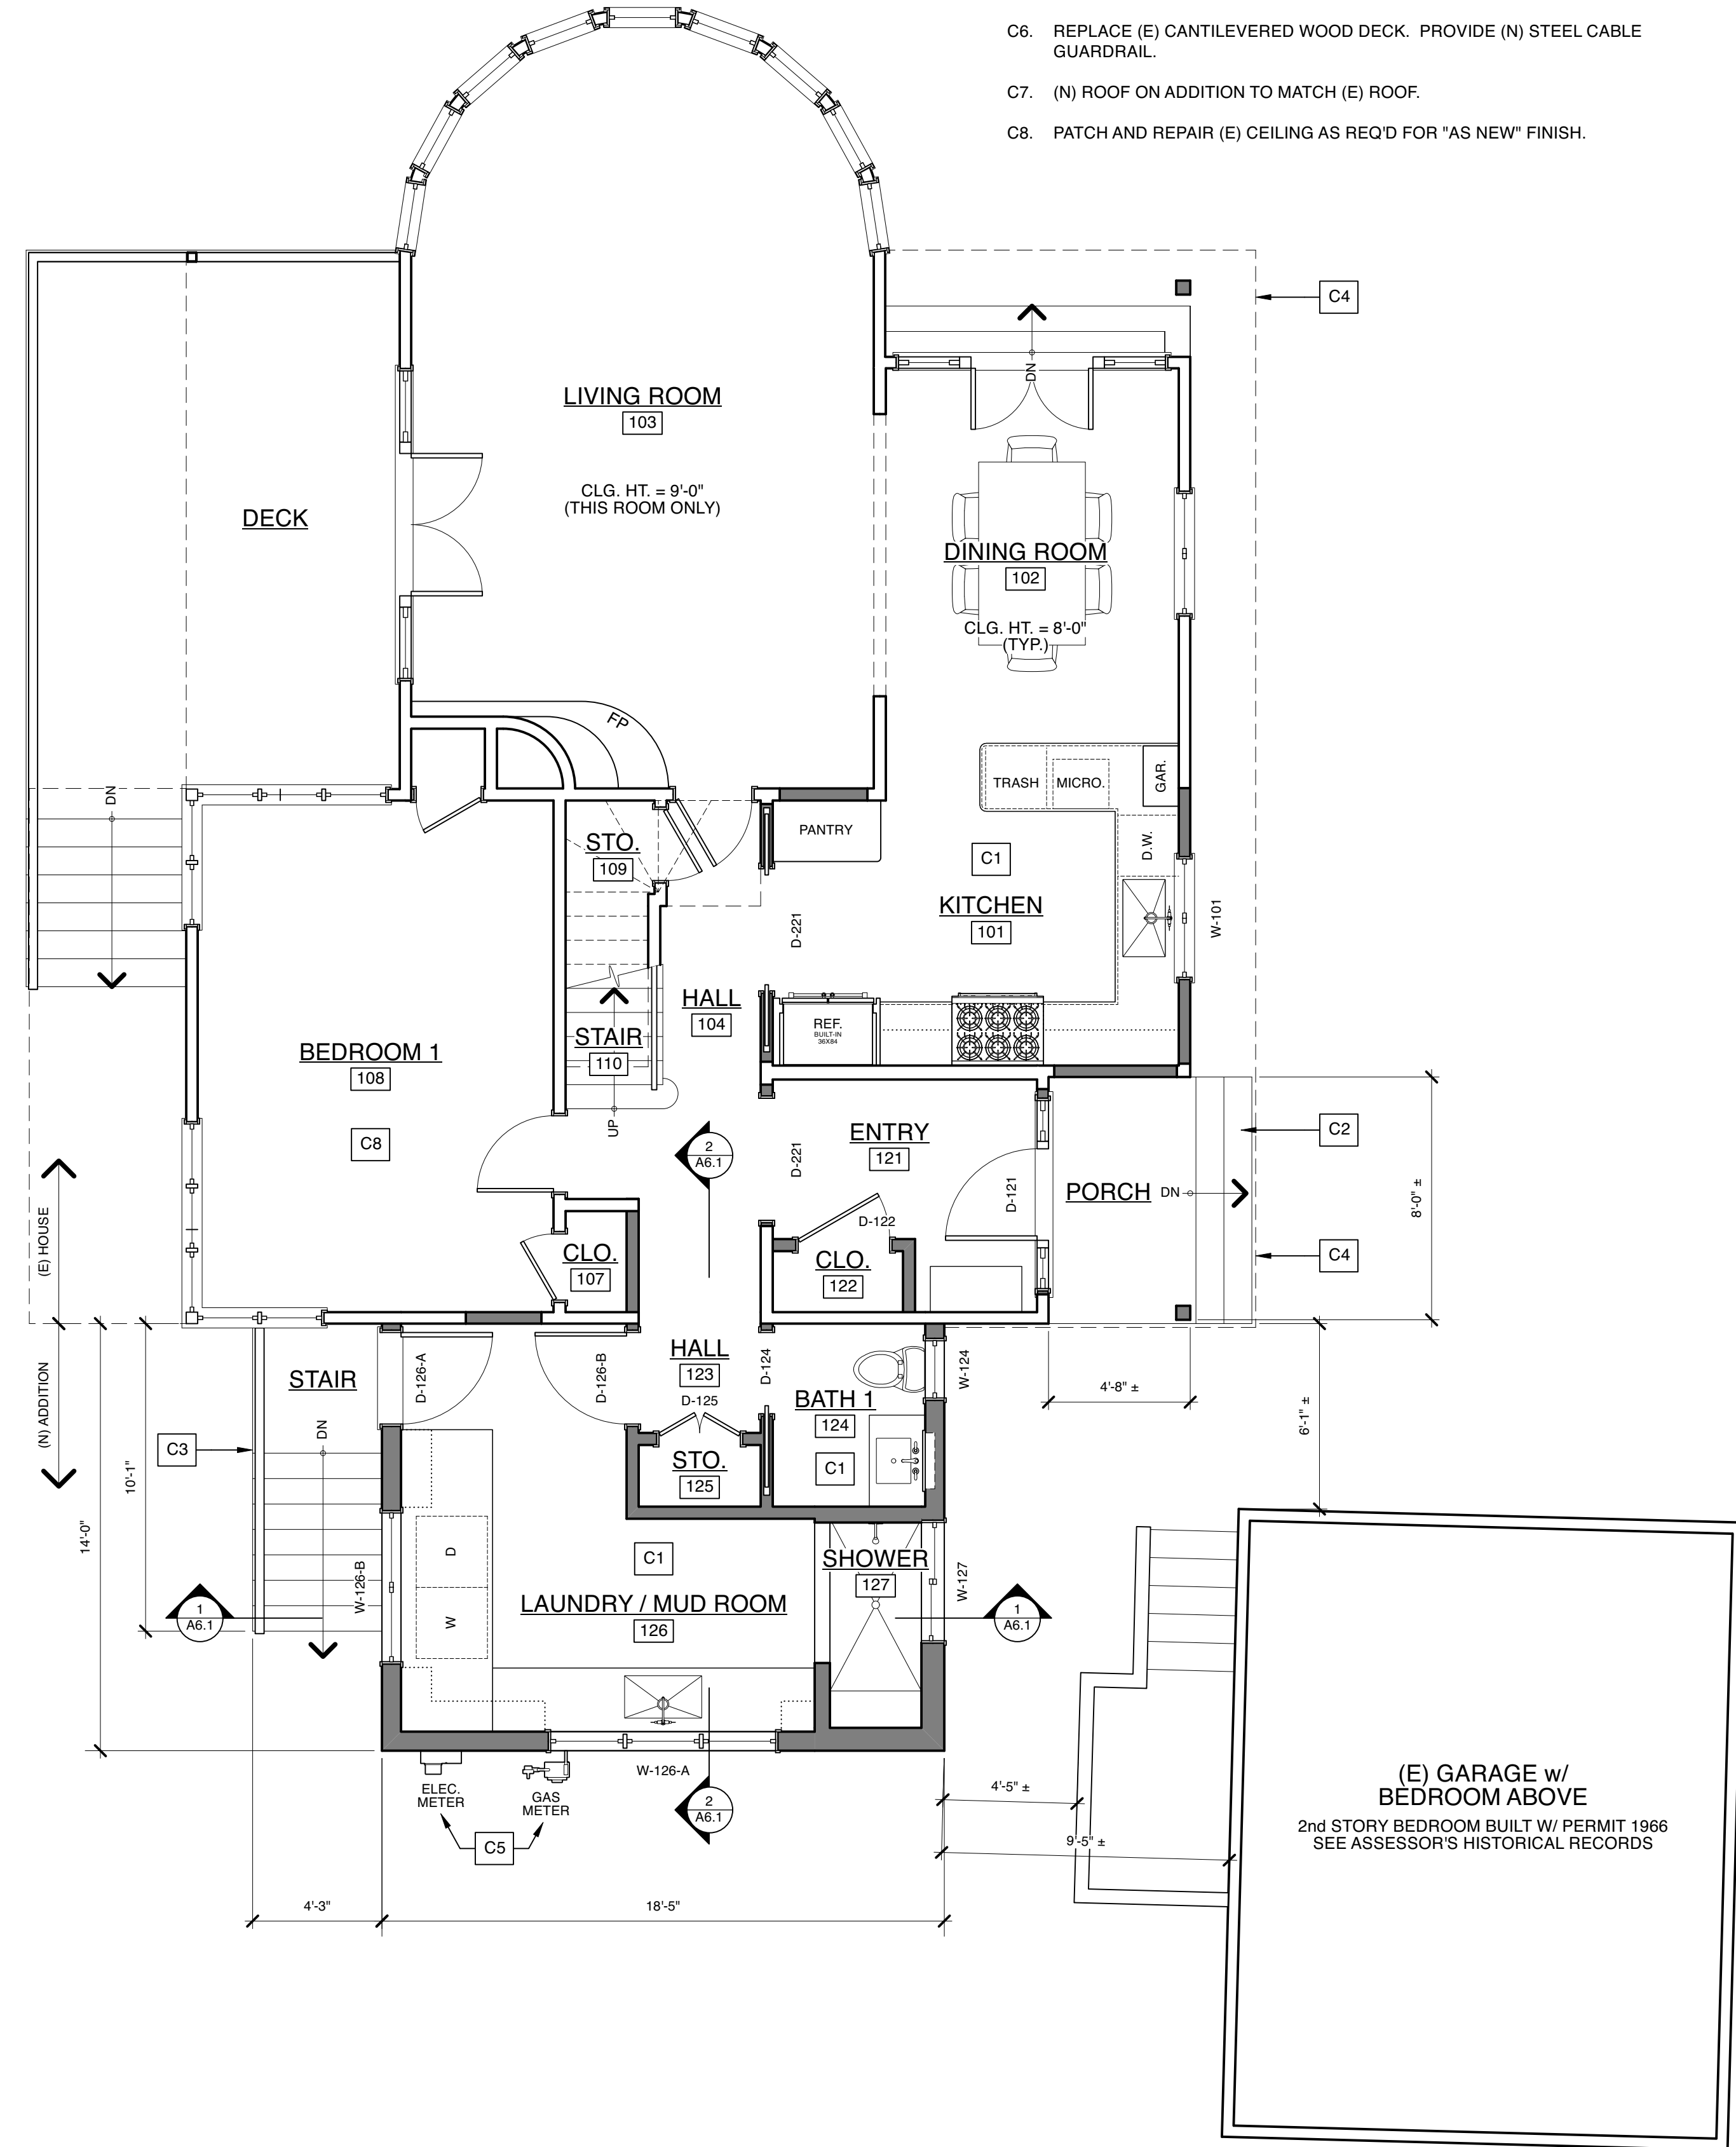 C6. REPLACE (E) CANTILEVERED WOOD DECK. PROVIDE (N) STEEL CABLE
GUARDRAIL.
C7. (N) ROOF ON ADDITION TO MATCH (E) ROOF.
C8. PATCH AND REPAIR (E) CEILING AS REQ'D FOR "AS NEW" FINISH.
C4
DN
LIVING ROOM
103
CLG. HT. = 9'-0"
(THIS ROOM ONLY)
DECK
DINING ROOM
102
CLG. HT. = 8'-0"
(TYP.)
FP
TRASH
MICRO.
GAR.
DN
PANTRY
D.W.
STO.
109
C1
KITCHEN
101
D-221
W-101
HALL
104
REF.
BUILT-IN
36X84
STAIR
110
BEDROOM 1
108
C8
UP
2
A6.1
D-221
ENTRY
121
D-121
PORCH
DN
C2
8'-0" ±
D-122
(E) HOUSE
CLO.
107
CLO.
122
C4
(N) ADDITION
STAIR
DN
D-126-A
D-126-B
HALL
123
D-125
D-124
BATH 1
124
W-124
4'-8" ±
6'-1" ±
C3
10'-1"
14'-0"
STO.
125
C1
D
W
W-126-B
C1
SHOWER
127
W-127
LAUNDRY / MUD ROOM
126
1
A6.1
1
A6.1
W-126-A
ELEC.
METER
GAS
METER
C5
2
A6.1
4'-5" ±
9'-5" ±
(E) GARAGE w/
BEDROOM ABOVE
2nd STORY BEDROOM BUILT W/ PERMIT 1966
SEE ASSESSOR'S HISTORICAL RECORDS
4'-3"
18'-5"